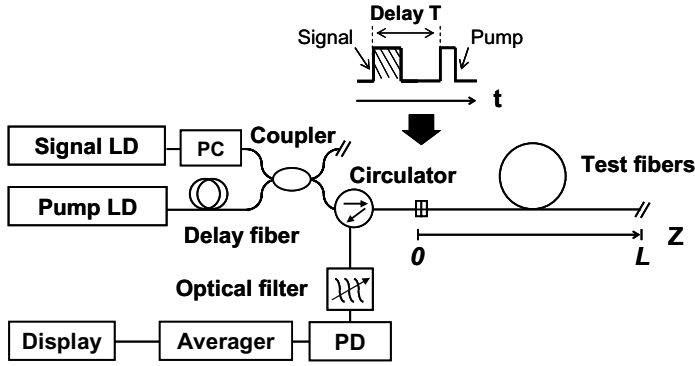 Delay T
Signal
Pump
t
Signal LD
PC
Coupler
Circulator
Test fibers
Pump LD
Delay fiber
0
L
Z
Optical filter
Display
Averager
PD